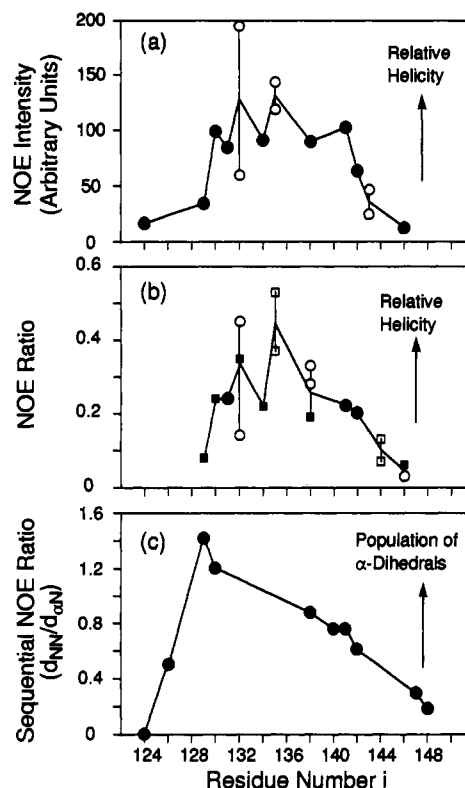 (a)
NOE Intensity
(Arbitrary Units)
200
150
100
50
0
Relative
Helicity
(b)
NOE Ratio
0.6
0.4
0.2
0
Relative
Helicity
(c)
Sequential NOE Ratio
(dNN/dαN)
1.6
1.2
0.8
0.4
0
Population of
α-Dihedrals
124 128 132 136 140 144 148
Residue Number i